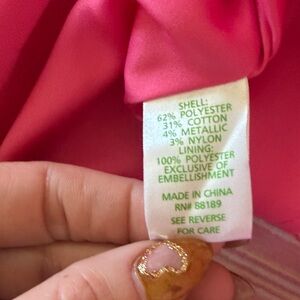 SHELL:
62% POLYESTER
31% COTTON
4% METALLIC
3% NYLON
LINING:
100% POLYESTER
EXCLUSIVE OF
EMBELLISHMENT
MADE IN CHINA
RN# 88189
SEE REVERSE
FOR CARE